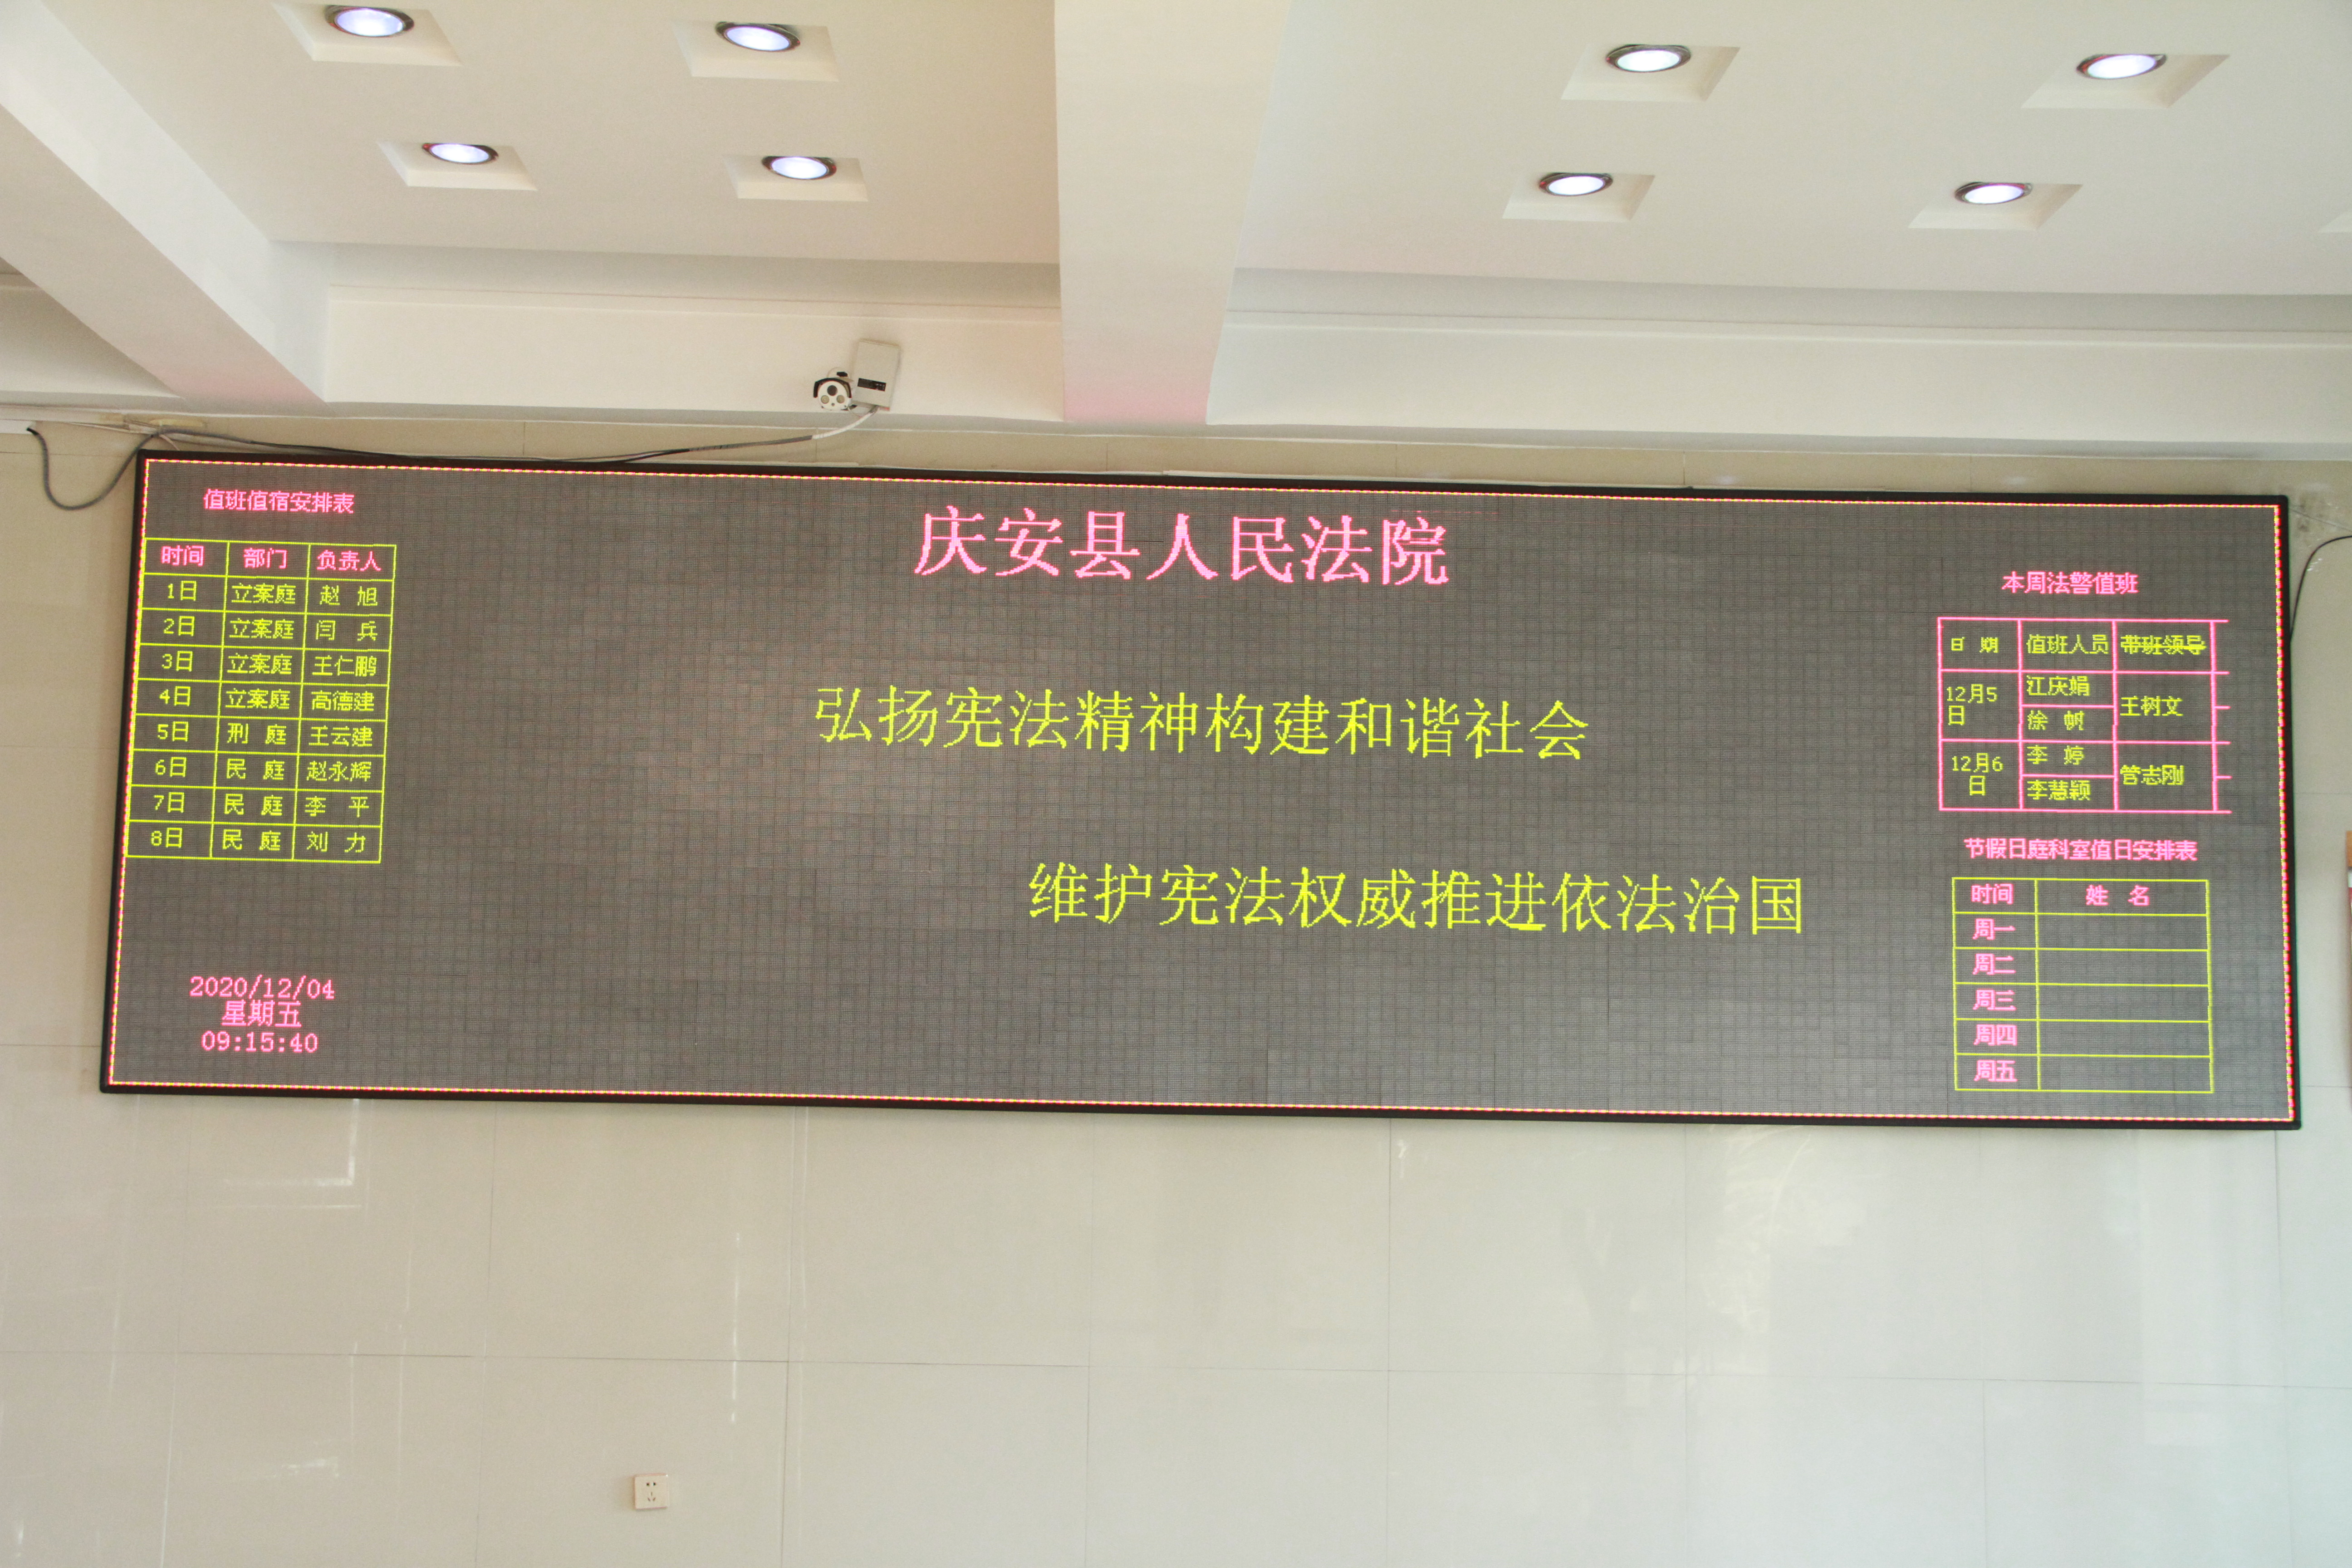 值班值宿安排表
时间 部门 负责人
1日 立案庭 赵 旭
2日 立案庭 闫 兵
3日 立案庭 王仁鹏
4日 立案庭 高德建
5日 刑 庭 王云建
6日 民 庭 赵永辉
7日 民 庭 李 平
8日 民 庭 刘 力
2020/12/04
星期五
09:15:40
庆安县人民法院
弘扬宪法精神构建和谐社会
维护宪法权威推进依法治国
本周法警值班
日 期 值班人员 带班领导
12月5日 江庆娟 王树文
徐 帆
12月6日 李 婷 管志刚
李慧颖
节假日庭科室值日安排表
时间 姓 名
周一
周二
周三
周四
周五